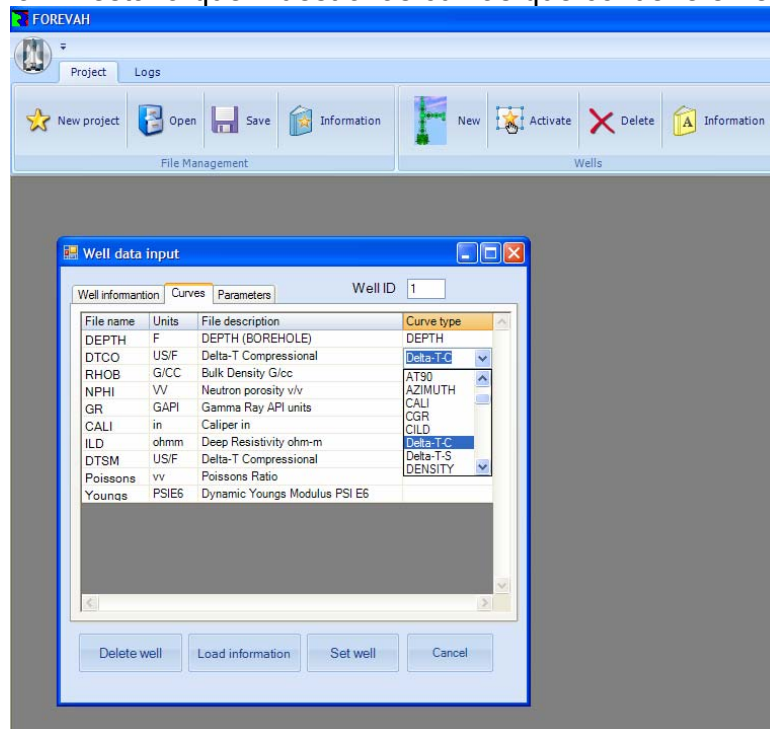 FOREVAH
Project Logs
New project Open Save Information New Activate Delete Information
File Management Wells
Well data input
Well informantion Curves Parameters Well ID 1
File name Units File description Curve type
DEPTH F DEPTH (BOREHOLE) DEPTH
DTCO US/F Delta-T Compressional Delta-T-C
RHOB G/CC Bulk Density G/cc AT90
NPHI VV Neutron porosity v/v AZIMUTH
GR GAPI Gamma Ray API units CALI
CALI in Caliper in CGR
ILD ohmm Deep Resistivity ohm-m CILD
Delta-T-C
DTSM US/F Delta-T Compressional Delta-T-S
Poissons vv Poissons Ratio DENSITY
Youngs PSIE6 Dynamic Youngs Modulus PSI E6
Delete well Load information Set well Cancel